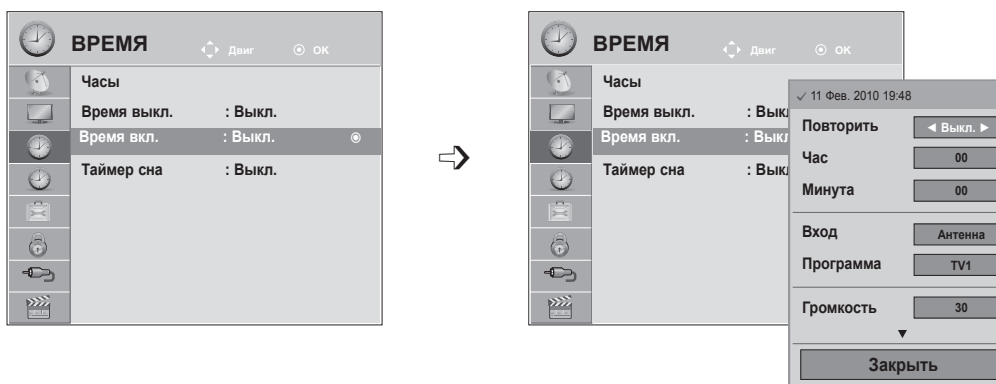 ВРЕМЯ Двиг ОК
Часы
Время выкл. : Выкл.
Время вкл. : Выкл.
Таймер сна : Выкл.
ВРЕМЯ Двиг ОК
Часы
Время выкл.
Время вкл.
Таймер сна
✓ 11 Фев. 2010 19:48
Повторить ◄ Выкл. ►
Час 00
Минута 00
Вход Антенна
Программа TV1
Громкость 30
▼
Закрыть